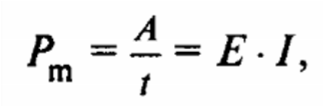 P_m = A/t = E · I,